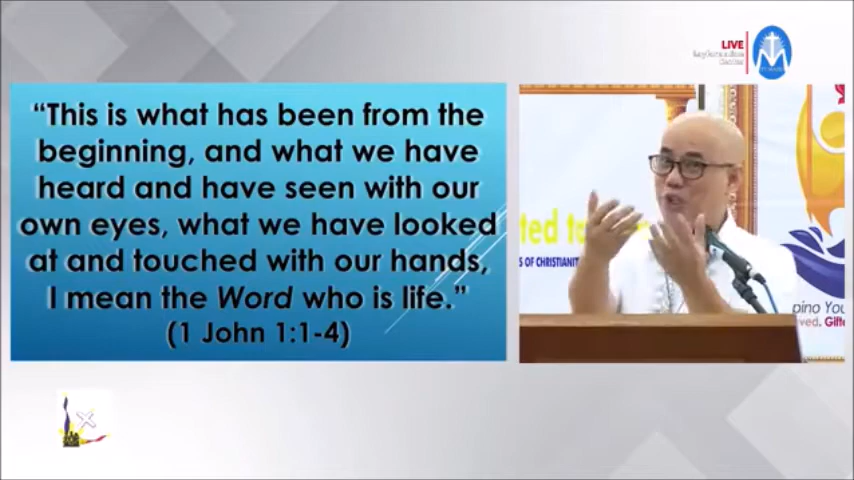 LIVE
“This is what has been from the
beginning, and what we have
heard and have seen with our
own eyes, what we have looked
at and touched with our hands,
I mean the Word who is life.”
(1 John 1:1-4)
ted to
S OF CHRISTIANIT
pino You
ved. Gifte